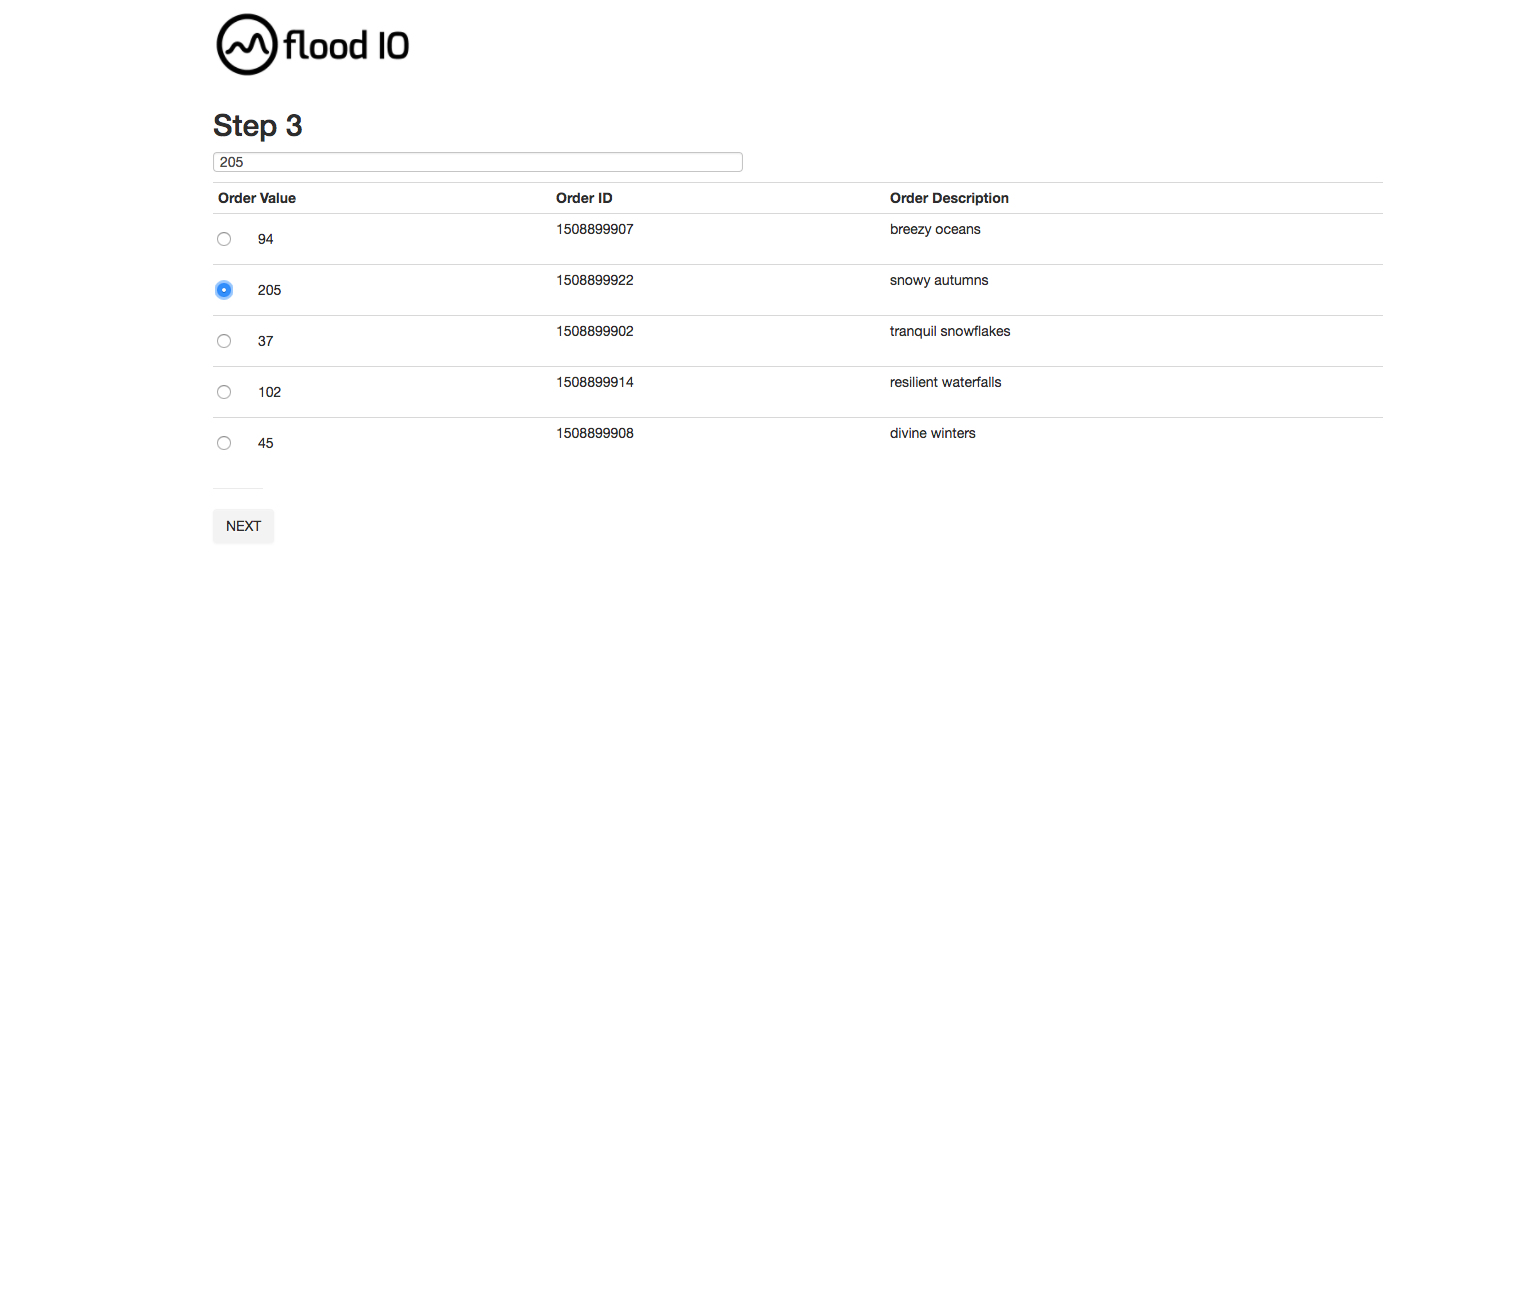 flood IO
Step 3
205
Order Value Order ID Order Description
94 1508899907 breezy oceans
205 1508899922 snowy autumns
37 1508899902 tranquil snowflakes
102 1508899914 resilient waterfalls
45 1508899908 divine winters
NEXT